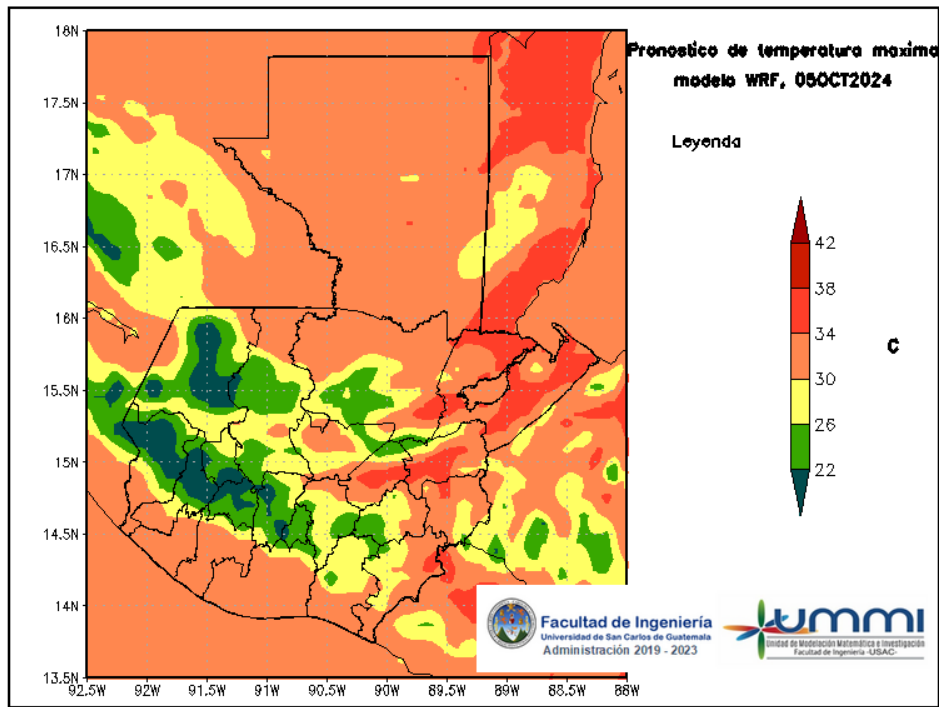 Pronostico de temperatura maxima
modelo WRF, 05OCT2024
Leyenda
42
38
34
30
26
22
C
18N
17.5N
17N
16.5N
16N
15.5N
15N
14.5N
14N
13.5N
92.5W
92W
91.5W
91W
90.5W
90W
89.5W
89W
88.5W
88W
Facultad de Ingeniería
Universidad de San Carlos de Guatemala
Administración 2019 - 2023
UMMI
Unidad de Modelación Matemática e Investigación
Facultad de Ingeniería -USAC-